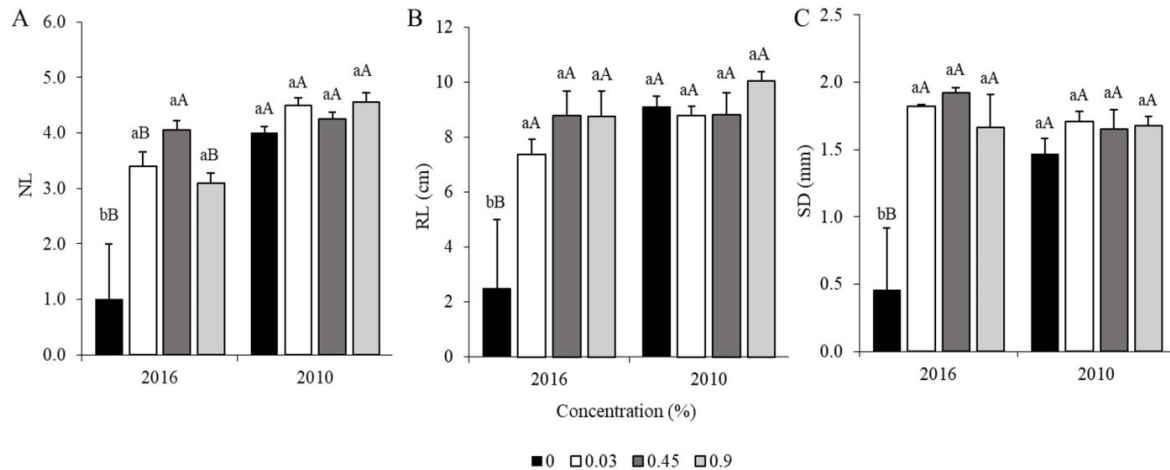 A
NL
6.0
5.0
4.0
3.0
2.0
1.0
0.0
bB
aB
aA
aB
aA
aA
aA
aA
2016
2010
B
RL (cm)
12
10
8
6
4
2
0
bB
aA
aA
aA
aA
aA
aA
aA
2016
2010
Concentration (%)
C
SD (mm)
2.5
2.0
1.5
1.0
0.5
0.0
bB
aA
aA
aA
aA
aA
aA
aA
2016
2010
0 0.03 0.45 0.9